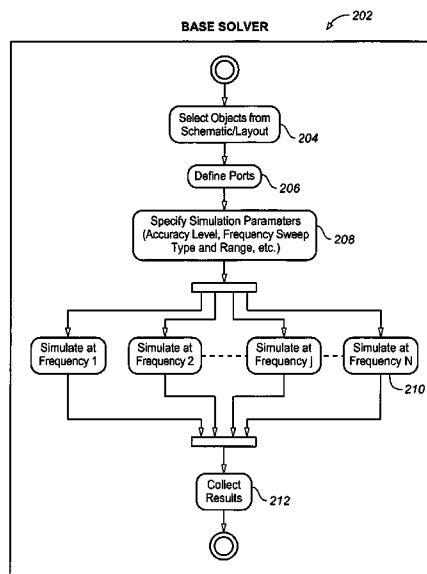 BASE SOLVER
202
Select Objects from
Schematic/Layout
204
Define Ports
206
Specify Simulation Parameters
(Accuracy Level, Frequency Sweep
Type and Range, etc.)
208
Simulate at
Frequency 1
Simulate at
Frequency 2
Simulate at
Frequency j
Simulate at
Frequency N
210
Collect
Results
212